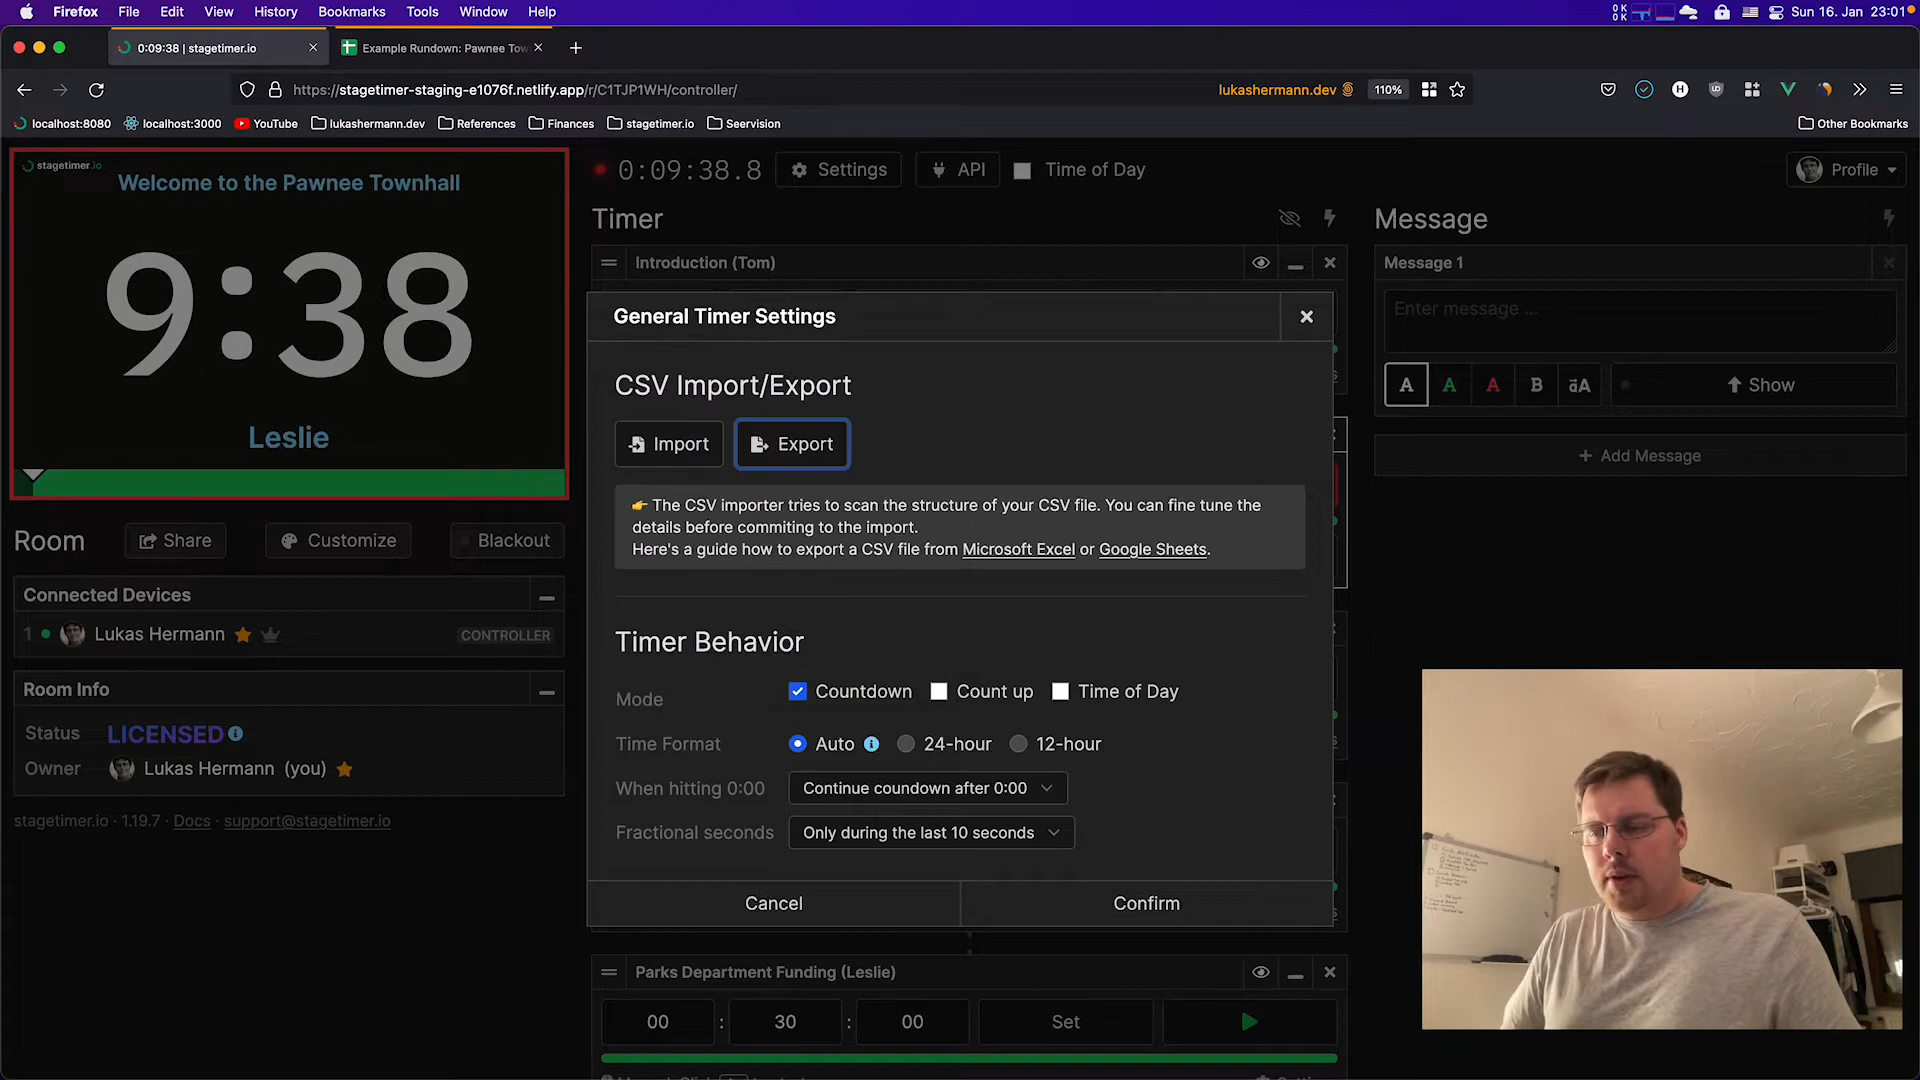 Firefox File Edit View History Bookmarks Tools Window Help
Sun 16. Jan 23:01
0:09:38 | stagetimer.io
Example Rundown: Pawnee Tow
https://stagetimer-staging-e1076f.netlify.app/r/C1TJP1WH/controller/
lukashermann.dev
110%
localhost:8080 localhost:3000 YouTube lukashermann.dev References Finances stagetimer.io Seervision Other Bookmarks
stagetimer.io
Welcome to the Pawnee Townhall
9:38
Leslie
0:09:38.8 Settings API Time of Day Profile
Timer
Introduction (Tom)
Message
Message 1
Enter message ...
A A A B āA Show
+ Add Message
General Timer Settings
CSV Import/Export
Import Export
👉 The CSV importer tries to scan the structure of your CSV file. You can fine tune the
details before commiting to the import.
Here's a guide how to export a CSV file from Microsoft Excel or Google Sheets.
Timer Behavior
Mode Countdown Count up Time of Day
Time Format Auto 24-hour 12-hour
When hitting 0:00 Continue coundown after 0:00
Fractional seconds Only during the last 10 seconds
Cancel Confirm
Room Share Customize Blackout
Connected Devices
1 Lukas Hermann CONTROLLER
Room Info
Status LICENSED
Owner Lukas Hermann (you)
stagetimer.io · 1.19.7 · Docs · support@stagetimer.io
Parks Department Funding (Leslie)
00 : 30 : 00 Set